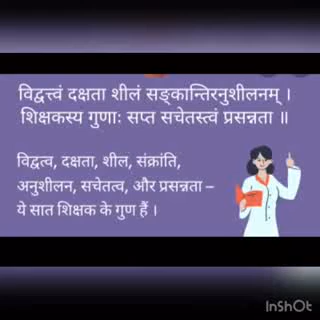 विद्वत्त्वं दक्षता शीलं सङ्कान्तिरनुशीलनम् ।
शिक्षकस्य गुणाः सप्त सचेतस्त्वं प्रसन्नता ॥
विद्वत्व, दक्षता, शील, संक्रांति,
अनुशीलन, सचेतत्व, और प्रसन्नता –
ये सात शिक्षक के गुण हैं ।
InShOt